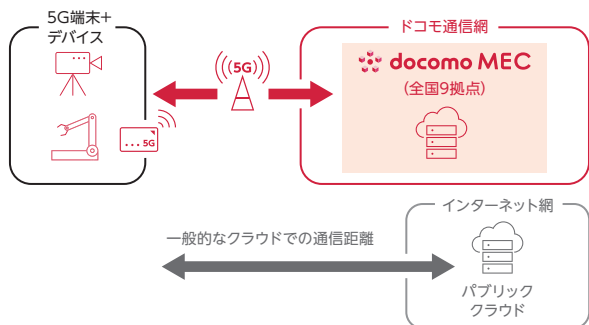 5G端末＋
デバイス
... 5G
((5G))
ドコモ通信網
docomo MEC
(全国9拠点)
一般的なクラウドでの通信距離
インターネット網
パブリック
クラウド